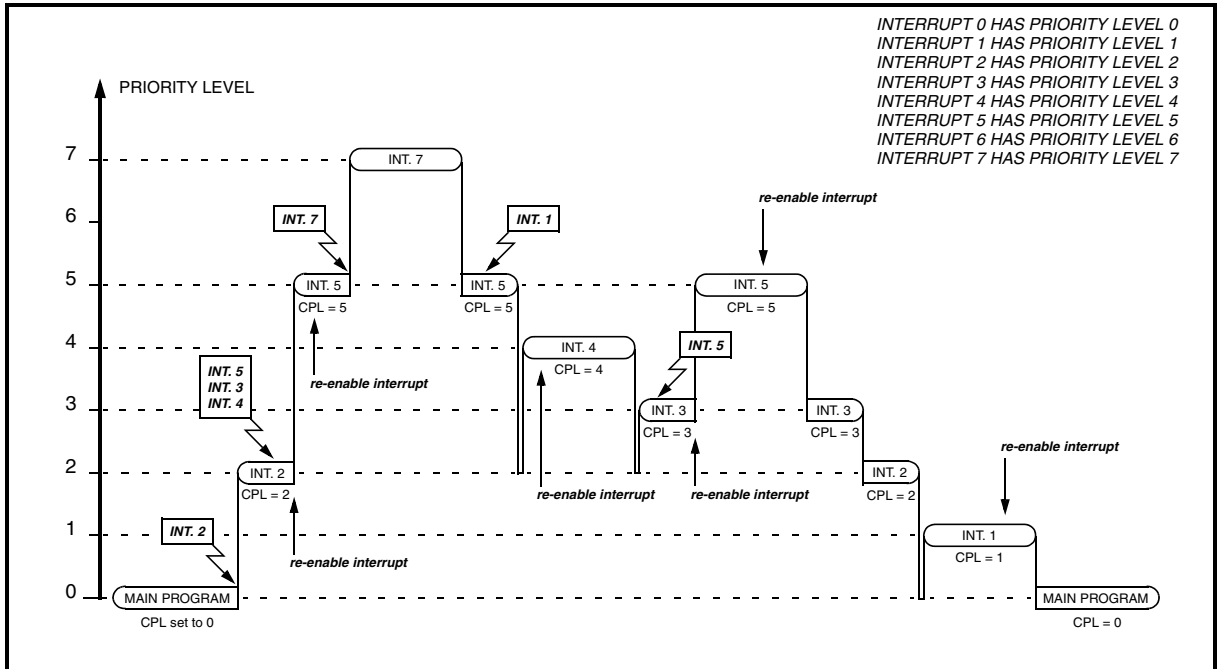 INTERRUPT 0 HAS PRIORITY LEVEL 0
INTERRUPT 1 HAS PRIORITY LEVEL 1
INTERRUPT 2 HAS PRIORITY LEVEL 2
INTERRUPT 3 HAS PRIORITY LEVEL 3
INTERRUPT 4 HAS PRIORITY LEVEL 4
INTERRUPT 5 HAS PRIORITY LEVEL 5
INTERRUPT 6 HAS PRIORITY LEVEL 6
INTERRUPT 7 HAS PRIORITY LEVEL 7
PRIORITY LEVEL
7
INT. 7
re-enable interrupt
6
INT. 7
INT. 1
5
INT. 5
CPL = 5
INT. 5
CPL = 5
INT. 5
CPL = 5
re-enable interrupt
4
INT. 4
CPL = 4
INT. 5
INT. 5
INT. 3
INT. 4
3
INT. 3
CPL = 3
INT. 3
CPL = 3
re-enable interrupt
2
INT. 2
CPL = 2
re-enable interrupt
re-enable interrupt
INT. 2
CPL = 2
1
INT. 2
re-enable interrupt
INT. 1
CPL = 1
0
MAIN PROGRAM
CPL set to 0
MAIN PROGRAM
CPL = 0